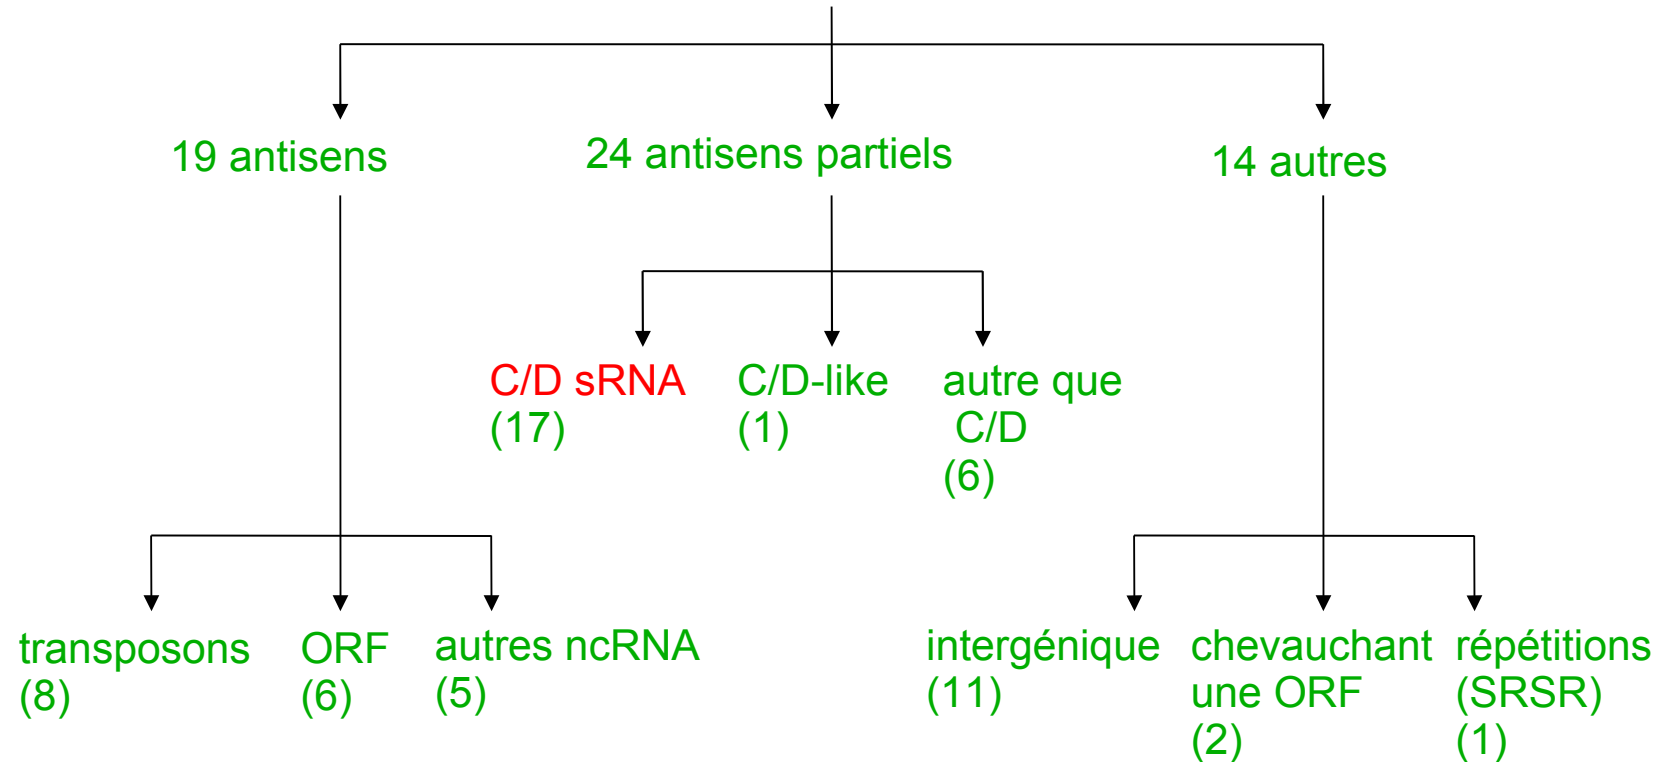 19 antisens
24 antisens partiels
14 autres
C/D sRNA
(17)
C/D-like
(1)
autre que
C/D
(6)
transposons
(8)
ORF
(6)
autres ncRNA
(5)
intergénique
(11)
chevauchant
une ORF
(2)
répétitions
(SRSR)
(1)